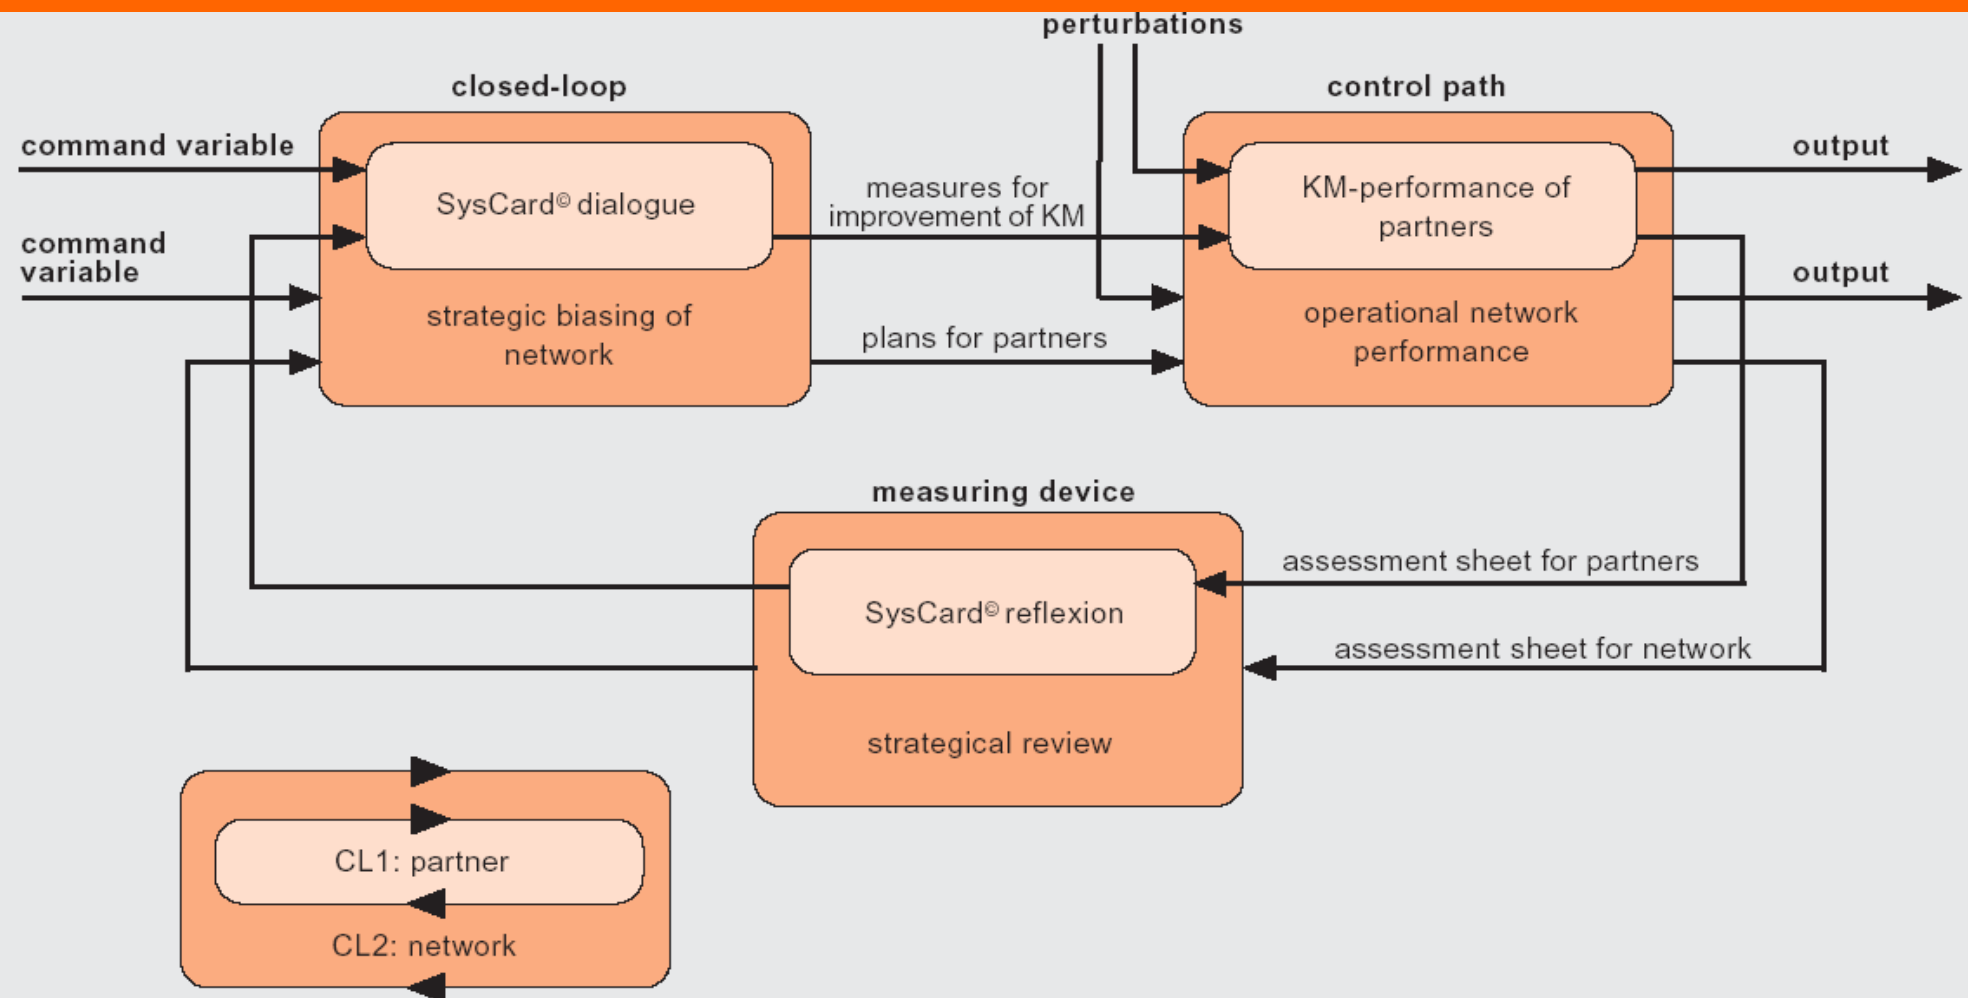 perturbations
closed-loop
control path
command variable
SysCard© dialogue
measures for
improvement of KM
KM-performance of
partners
output
command
variable
strategic biasing of
network
plans for partners
operational network
performance
output
measuring device
assessment sheet for partners
SysCard© reflexion
assessment sheet for network
strategical review
CL1: partner
CL2: network